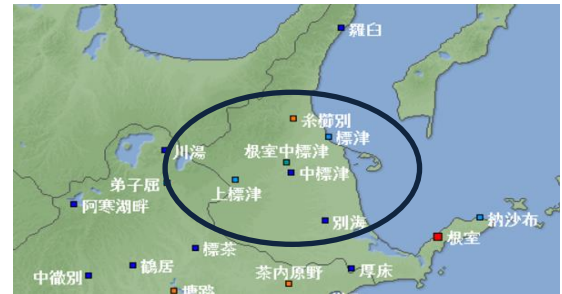 羅臼
糸櫛別
標津
川湯
根室中標津
中標津
弟子屈
上標津
阿寒湖畔
別海
納沙布
根室
標茶
鶴居
中徹別
茶内原野
厚床
塘路